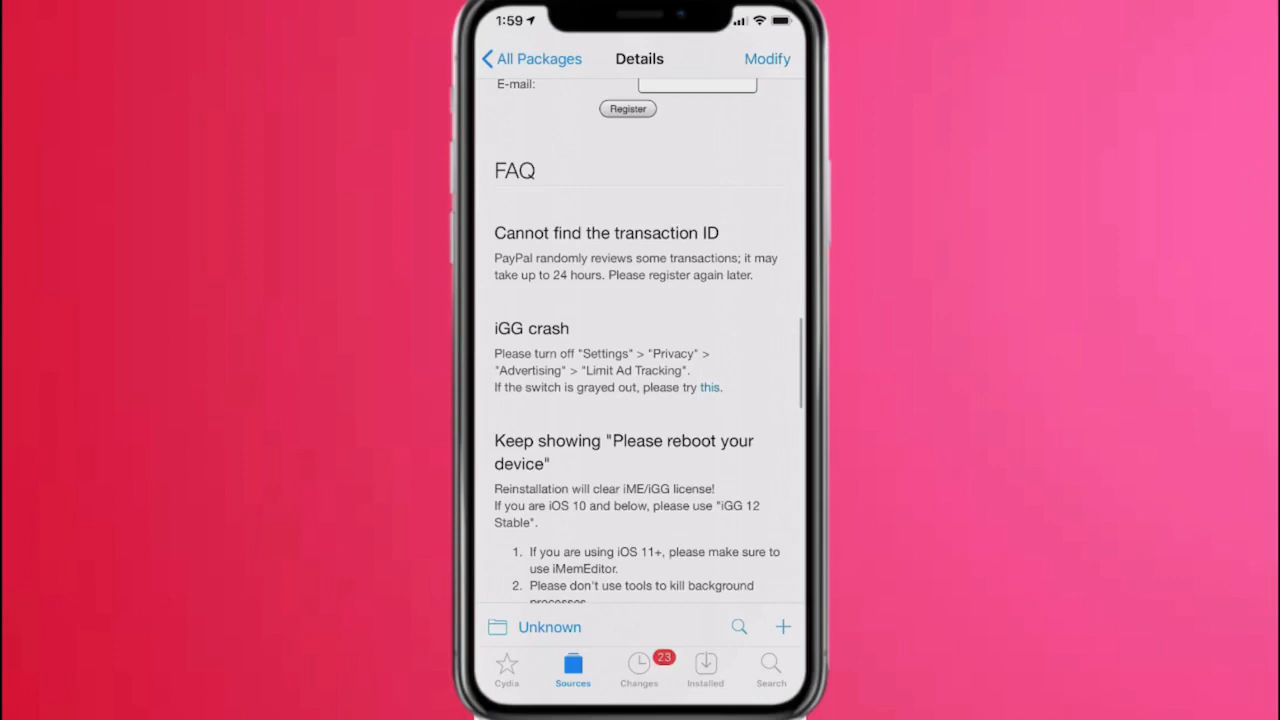 1:59
All Packages Details Modify
E-mail:
Register
FAQ
Cannot find the transaction ID
PayPal randomly reviews some transactions; it may
take up to 24 hours. Please register again later.
iGG crash
Please turn off "Settings" > "Privacy" >
"Advertising" > "Limit Ad Tracking".
If the switch is grayed out, please try this.
Keep showing "Please reboot your
device"
Reinstallation will clear iME/iGG license!
If you are iOS 10 and below, please use "iGG 12
Stable".
1. If you are using iOS 11+, please make sure to
use iMemEditor.
2. Please don't use tools to kill background
processes
Unknown
23
Cydia Sources Changes Installed Search